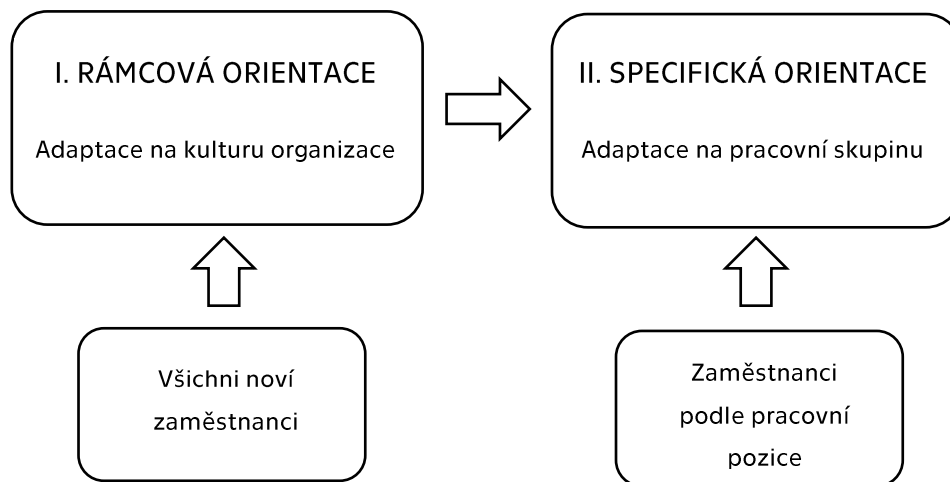 I. RÁMCOVÁ ORIENTACE
Adaptace na kulturu organizace
II. SPECIFICKÁ ORIENTACE
Adaptace na pracovní skupinu
Všichni noví
zaměstnanci
Zaměstnanci
podle pracovní
pozice